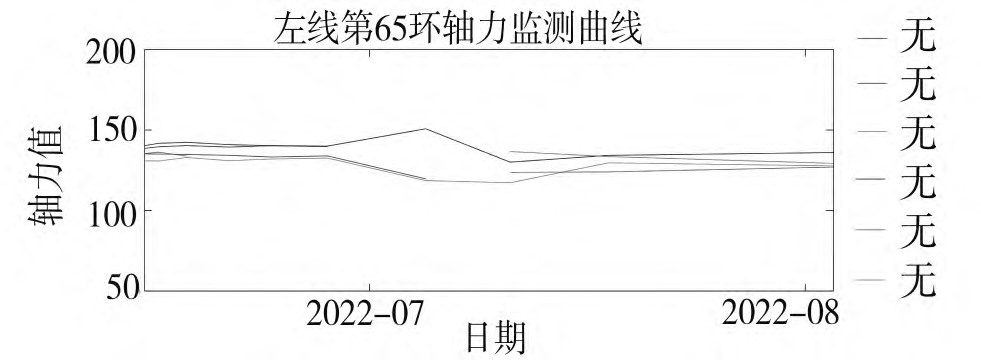 左线第65环轴力监测曲线
200
150
100
50
轴力值
2022-07
2022-08
日期
无
无
无
无
无
无